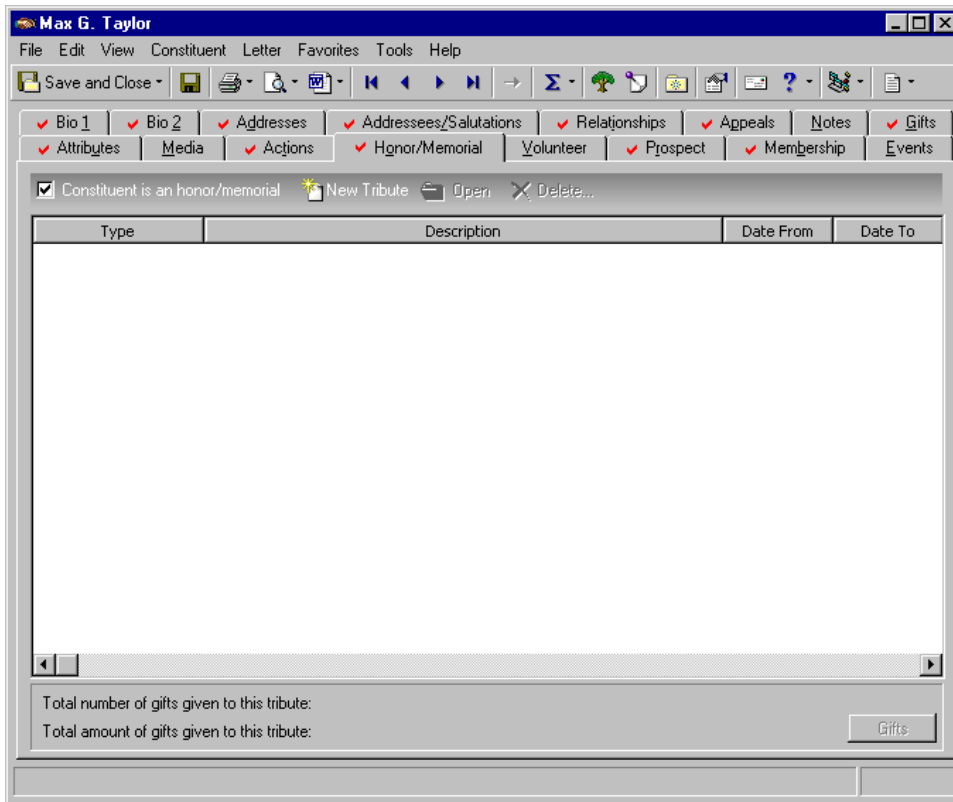 Max G. Taylor
File Edit View Constituent Letter Favorites Tools Help
Save and Close
Bio 1 Bio 2 Addresses Addressees/Salutations Relationships Appeals Notes Gifts
Attributes Media Actions Honor/Memorial Volunteer Prospect Membership Events
Constituent is an honor/memorial New Tribute Open Delete...
Type Description Date From Date To
Total number of gifts given to this tribute:
Total amount of gifts given to this tribute:
Gifts